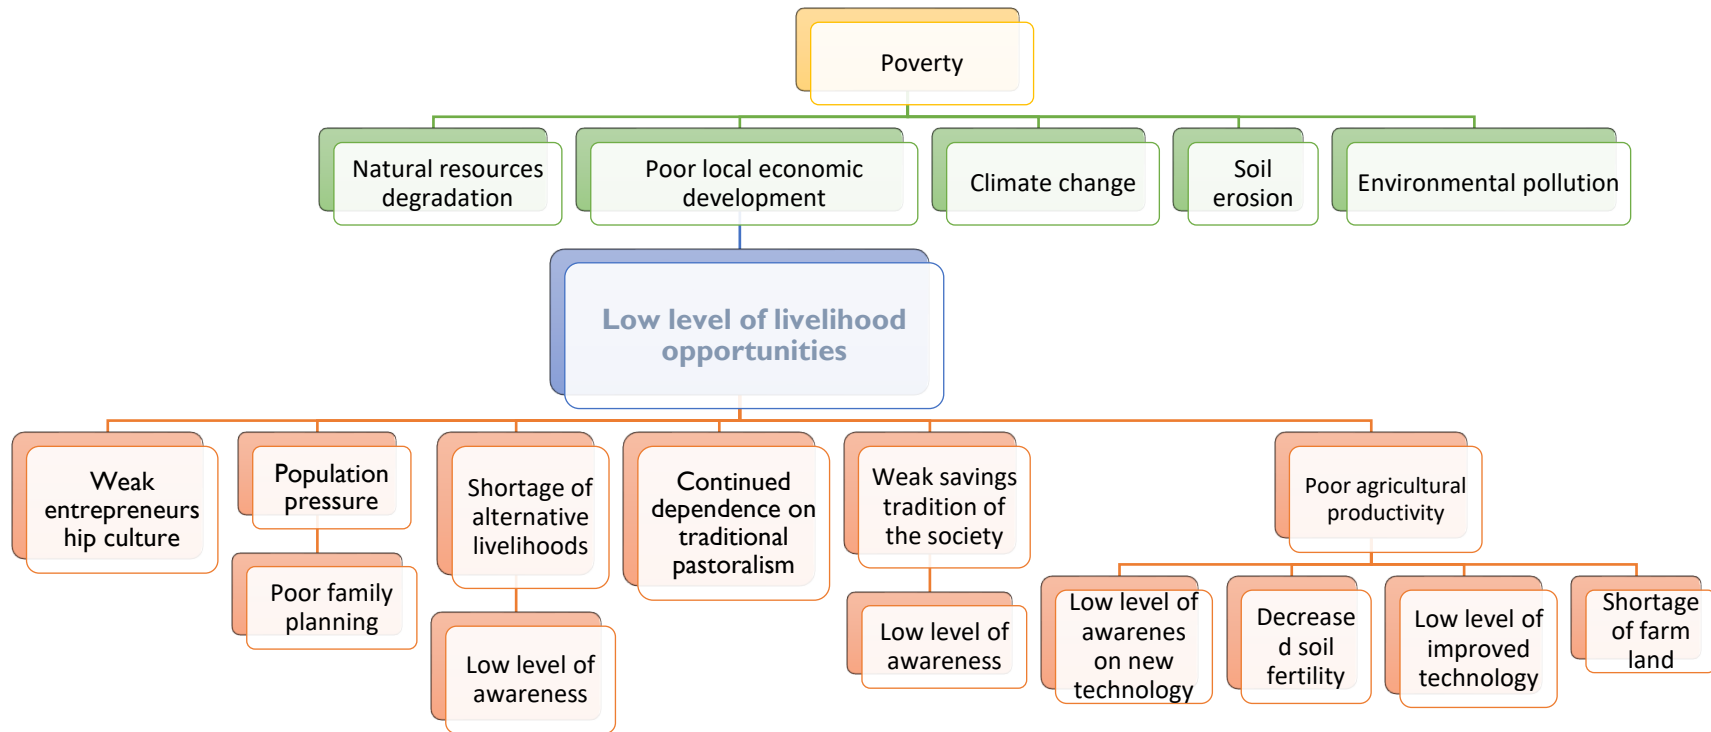 Poverty
Natural resources
degradation
Poor local economic
development
Climate change
Soil
erosion
Environmental pollution
Low level of livelihood
opportunities
Weak
entrepreneurs
hip culture
Population
pressure
Poor family
planning
Shortage of
alternative
livelihoods
Low level of
awareness
Continued
dependence on
traditional
pastoralism
Weak savings
tradition of
the society
Low level of
awareness
Poor agricultural
productivity
Low level of
awarenes
on new
technology
Decrease
d soil
fertility
Low level of
improved
technology
Shortage
of farm
land